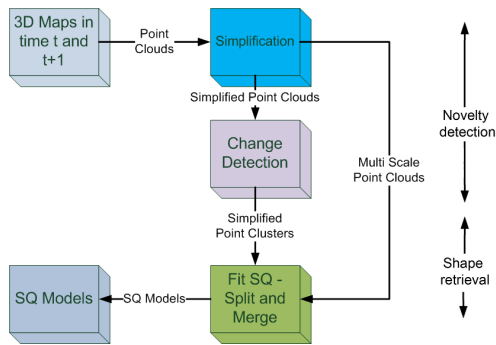 3D Maps in
time t and
t+1
Point
Clouds
Simplification
Simplified Point Clouds
Novelty
detection
Change
Detection
Multi Scale
Point Clouds
Simplified
Point Clusters
Shape
retrieval
SQ Models
SQ Models
Fit SQ -
Split and
Merge